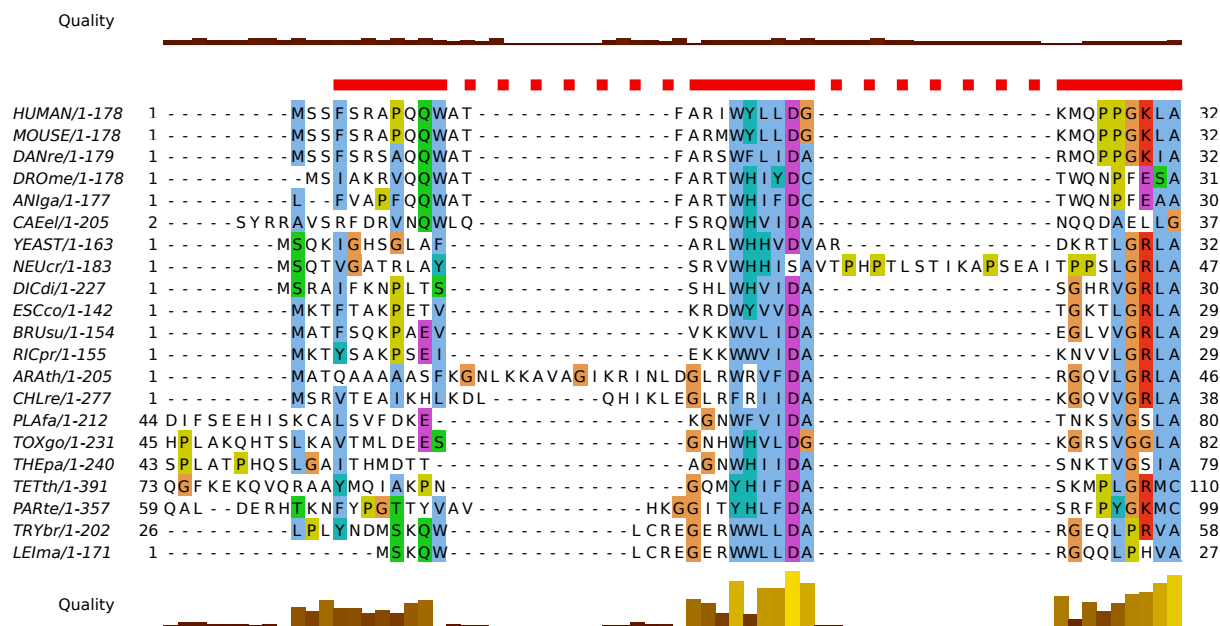 Quality
HUMAN/1-178 1 ---------MSSFSRAPQQWAT--------------FARIWYLLDG-----------------KMQPPGKLA 32
MOUSE/1-178 1 ---------MSSFSRAPQQWAT--------------FARMWYLLDG-----------------KMQPPGKLA 32
DANre/1-179 1 ---------MSSFSRSAQQWAT--------------FARSWFLIDA-----------------RMQPPGKIA 32
DROme/1-178 1 ----------MSIAKRVQQWAT--------------FARTWHIYDC-----------------TWQNPFESA 31
ANIga/1-177 1 ---------L--FVAPFQQWAT--------------FARTWHIFDC-----------------TWQNPFEAA 30
CAEel/1-205 2 -----SYRRAVSRFDRVNQWLQ--------------FSRQWHVIDA-----------------NQQDAELLG 37
YEAST/1-163 1 --------MSQKIGHSGLAF-----------------ARLWHHVDVAR---------------DKRTLGRLA 32
NEUcr/1-183 1 --------MSQTVGATRLAY-----------------SRVWHHISAVTPHPTLSTIKAPSEAITPPSLGRLA 47
DICdi/1-227 1 --------MSRAIFKNPLTS-----------------SHLWHVIDA-----------------SGHRVGRLA 30
ESCco/1-142 1 ---------MKTFTAKPETV-----------------KRDWYVVDA-----------------TGKTLGRLA 29
BRUsu/1-154 1 ---------MATFSQKPAEV-----------------VKKWVLIDA-----------------EGLVVGRLA 29
RICpr/1-155 1 ---------MKTYSAKPSEI-----------------EKKWWVIDA-----------------KNVVLGRLA 29
ARAth/1-205 1 ---------MATQAAAAASFKGNLKKAVAGIKRINLDGLRWRVFDA-----------------RGQVLGRLA 46
CHLre/1-277 1 ---------MSRVTEAIKHLKDL--------QHIKLEGLRFRIIDA-----------------KGQVVGRLA 38
PLAfa/1-212 44 DIFSEEHISKCALSVFDKE------------------KGNWFVIDA-----------------TNKSVGSLA 80
TOXgo/1-231 45 HPLAKQHTSLKAVTMLDEES-----------------GNHWHVLDG-----------------KGRSVGGLA 82
THEpa/1-240 43 SPLATPHQSLGAITHMDTT------------------AGNWHIIDA-----------------SNKTVGSIA 79
TETth/1-391 73 QGFKEKQVQRAAYMQIAKPN-----------------GQMYHIFDA-----------------SKMPLGRMC 110
PARte/1-357 59 QAL--DERHTKNFYPGTTYVAV------------HKGGITYHLFDA-----------------SRFPYGKMC 99
TRYbr/1-202 26 ---------LPLYNDMSKQW-------------LCREGERWWLLDA-----------------RGEQLPRVA 58
LEIma/1-171 1 ---------------MSKQW-------------LCREGERWWLLDA-----------------RGQQLPHVA 27
Quality